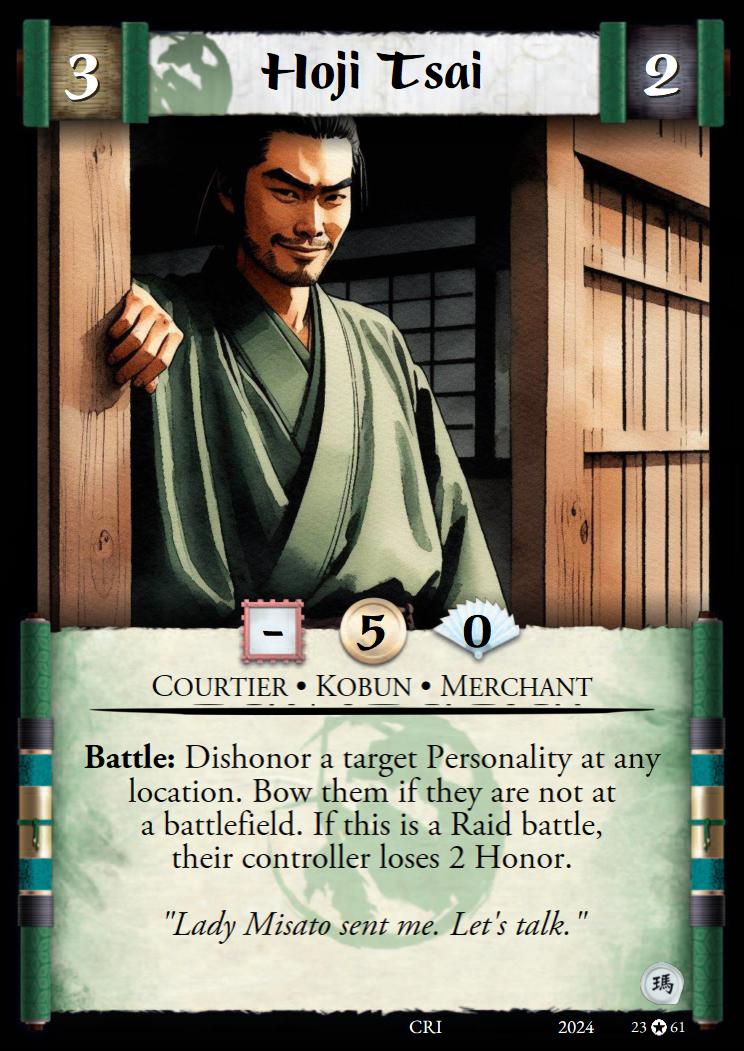 3 Hoji Tsai 2
- 5 0
Courtier • Kobun • Merchant
Battle: Dishonor a target Personality at any
location. Bow them if they are not at
a battlefield. If this is a Raid battle,
their controller loses 2 Honor.
"Lady Misato sent me. Let's talk."
瑪
CRI 2024 23 ✪ 61